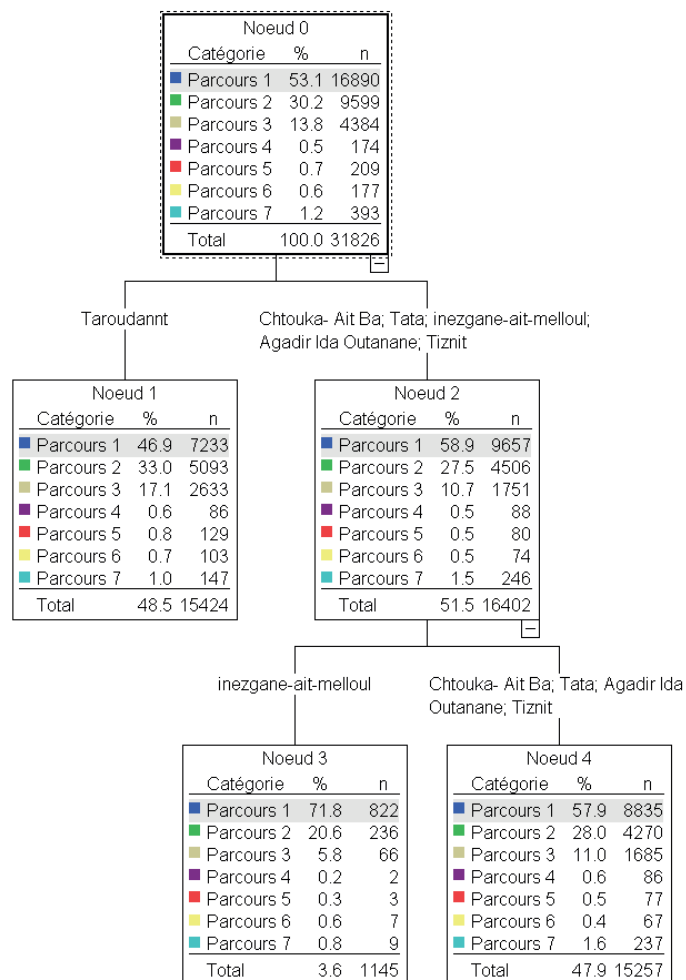 Noeud 0
Catégorie % n
Parcours 1 53.1 16890
Parcours 2 30.2 9599
Parcours 3 13.8 4384
Parcours 4 0.5 174
Parcours 5 0.7 209
Parcours 6 0.6 177
Parcours 7 1.2 393
Total 100.0 31826
Taroudannt
Chtouka- Ait Ba; Tata; inezgane-ait-melloul;
Agadir Ida Outanane; Tiznit
Noeud 1
Catégorie % n
Parcours 1 46.9 7233
Parcours 2 33.0 5093
Parcours 3 17.1 2633
Parcours 4 0.6 86
Parcours 5 0.8 129
Parcours 6 0.7 103
Parcours 7 1.0 147
Total 48.5 15424
Noeud 2
Catégorie % n
Parcours 1 58.9 9657
Parcours 2 27.5 4506
Parcours 3 10.7 1751
Parcours 4 0.5 88
Parcours 5 0.5 80
Parcours 6 0.5 74
Parcours 7 1.5 246
Total 51.5 16402
inezgane-ait-melloul
Chtouka- Ait Ba; Tata; Agadir Ida
Outanane; Tiznit
Noeud 3
Catégorie % n
Parcours 1 71.8 822
Parcours 2 20.6 236
Parcours 3 5.8 66
Parcours 4 0.2 2
Parcours 5 0.3 3
Parcours 6 0.6 7
Parcours 7 0.8 9
Total 3.6 1145
Noeud 4
Catégorie % n
Parcours 1 57.9 8835
Parcours 2 28.0 4270
Parcours 3 11.0 1685
Parcours 4 0.6 86
Parcours 5 0.5 77
Parcours 6 0.4 67
Parcours 7 1.6 237
Total 47.9 15257